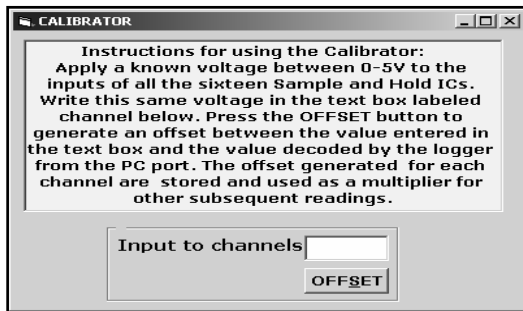 CALIBRATOR
Instructions for using the Calibrator:
Apply a known voltage between 0-5V to the
inputs of all the sixteen Sample and Hold ICs.
Write this same voltage in the text box labeled
channel below. Press the OFFSET button to
generate an offset between the value entered in
the text box and the value decoded by the logger
from the PC port. The offset generated for each
channel are stored and used as a multiplier for
other subsequent readings.
Input to channels
OFFSET